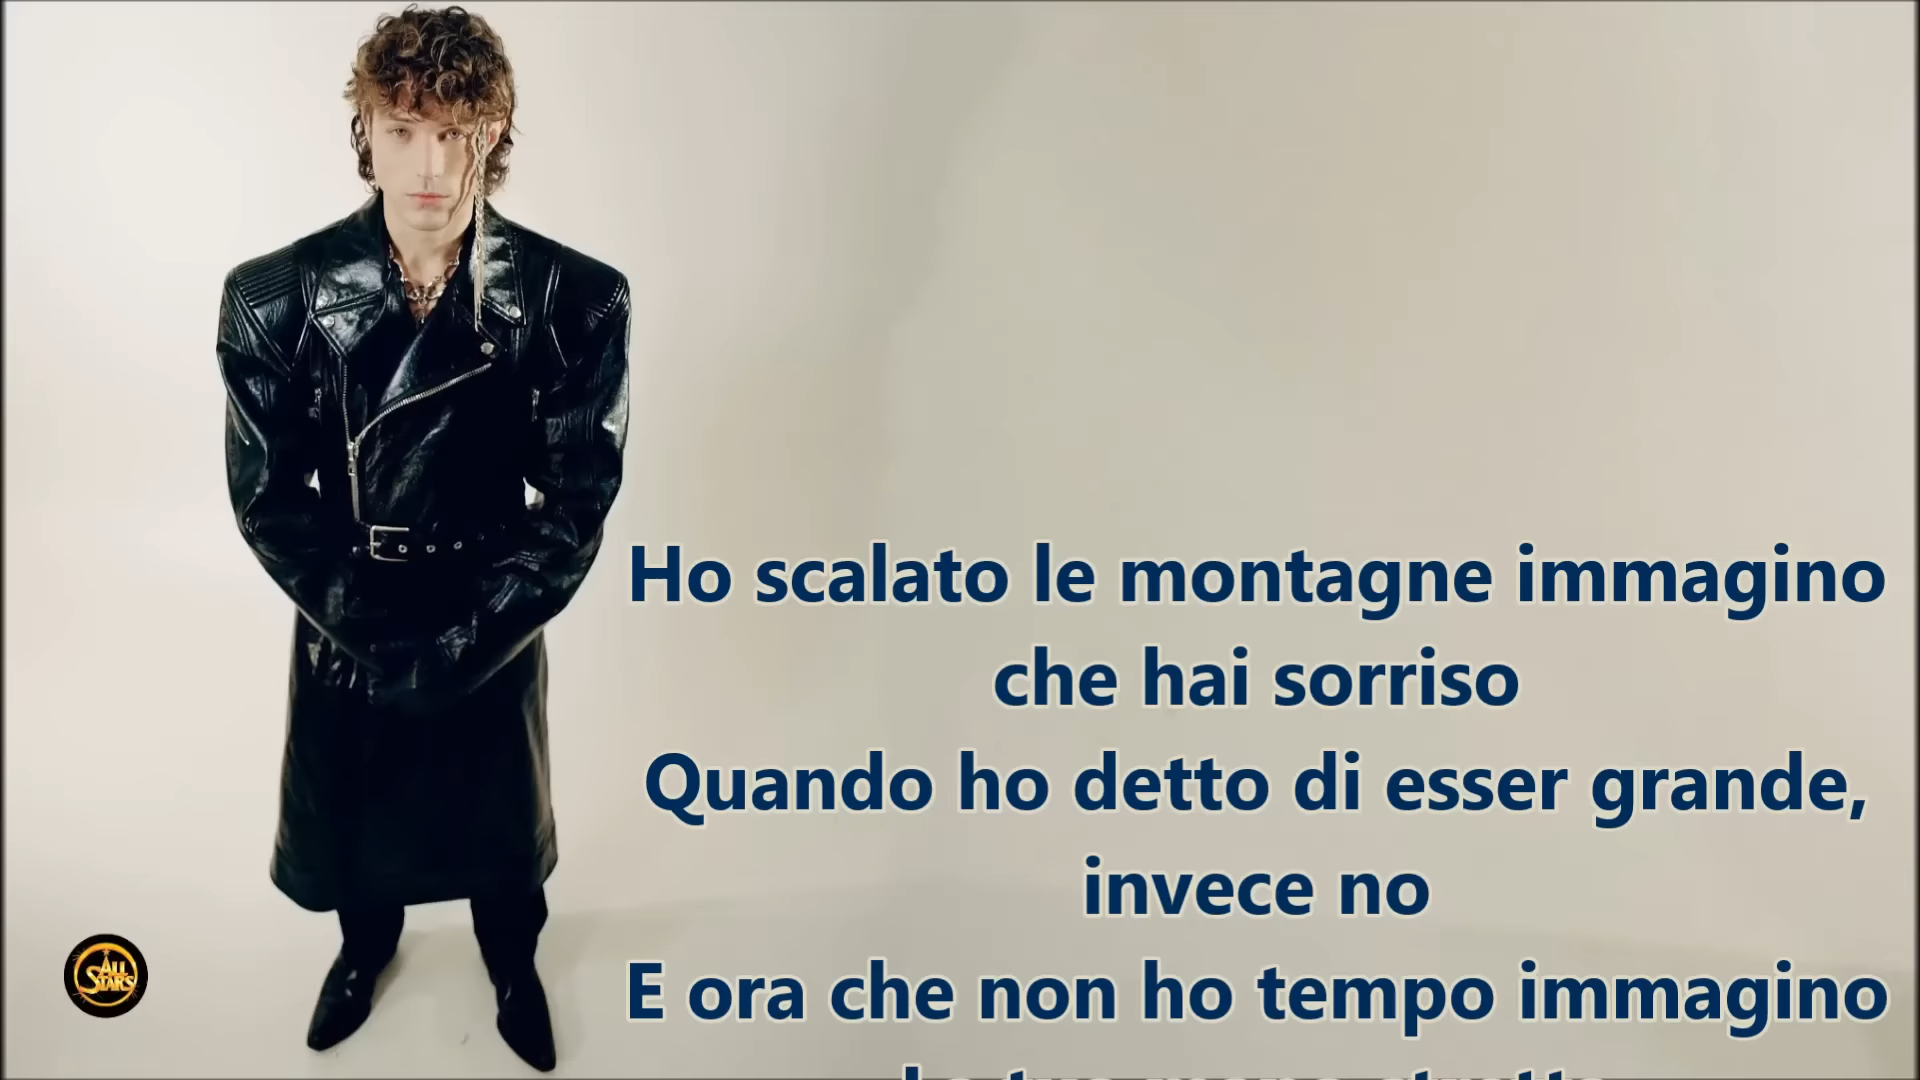 Ho scalato le montagne immagino
che hai sorriso
Quando ho detto di esser grande,
invece no
E ora che non ho tempo immagino
ALL
STARS